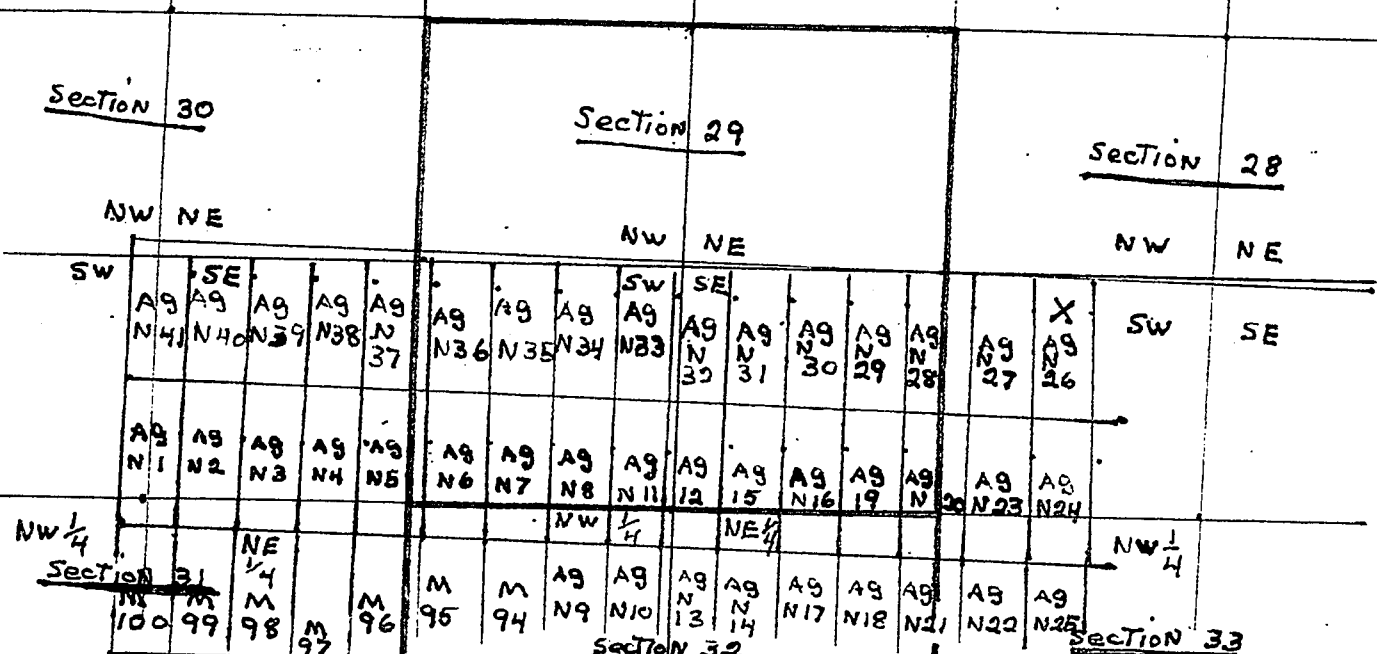 Section 30
Section 29
Section 28
NW NE
NW NE
NW NE
SW SE
SW SE
SW SE
Ag N41
Ag N40
Ag N39
Ag N38
Ag N 37
Ag N36
Ag N35
Ag N34
Ag N33
Ag N 32
Ag N 31
Ag N 30
Ag N 29
Ag N 28
Ag N 27
X Ag N 26
Ag N1
Ag N2
Ag N3
Ag N4
Ag N5
Ag N6
Ag N7
Ag N8
Ag N11
Ag 12
Ag 15
Ag N16
Ag 19
Ag N 20
Ag N23
Ag N24
NW 1/4
NE 1/4
NW 1/4
NE 1/4
NW 1/4
Section 31
M 100
M 99
M 98
M 97
M 96
M 95
M 94
Ag N9
Ag N10
Ag N 13
Ag N 14
Ag N17
Ag N18
Ag N21
Ag N22
Ag N25
Section 32
Section 33